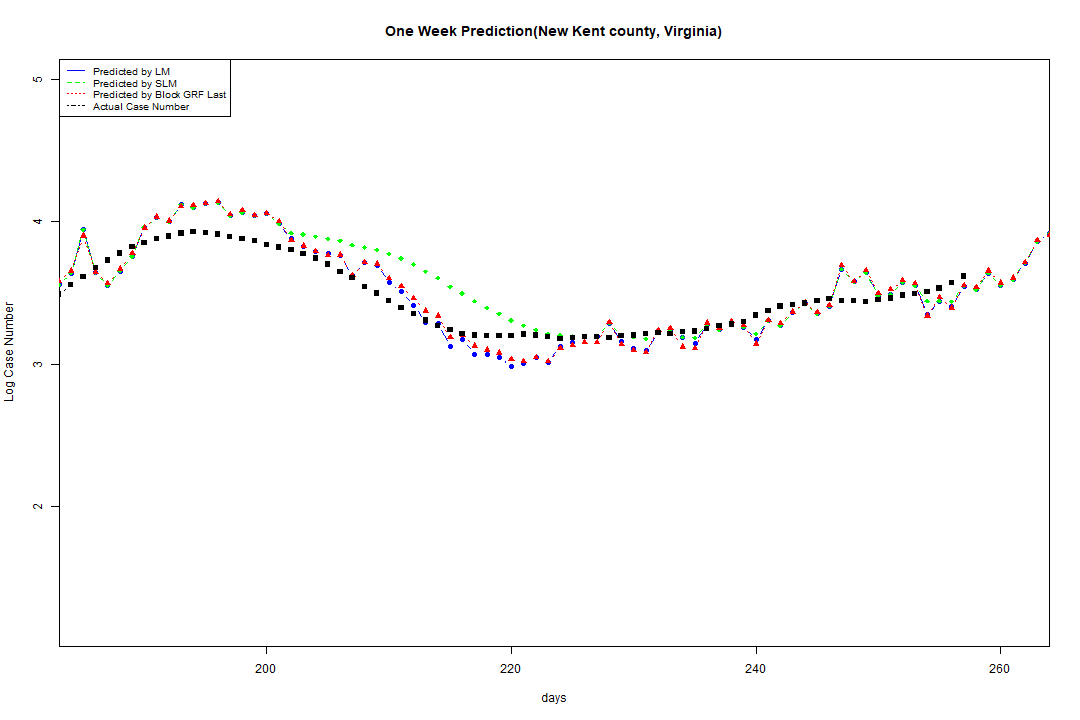 One Week Prediction(New Kent county, Virginia)
Predicted by LM
Predicted by SLM
Predicted by Block GRF Last
Actual Case Number
5
4
3
2
Log Case Number
200 220 240 260
days